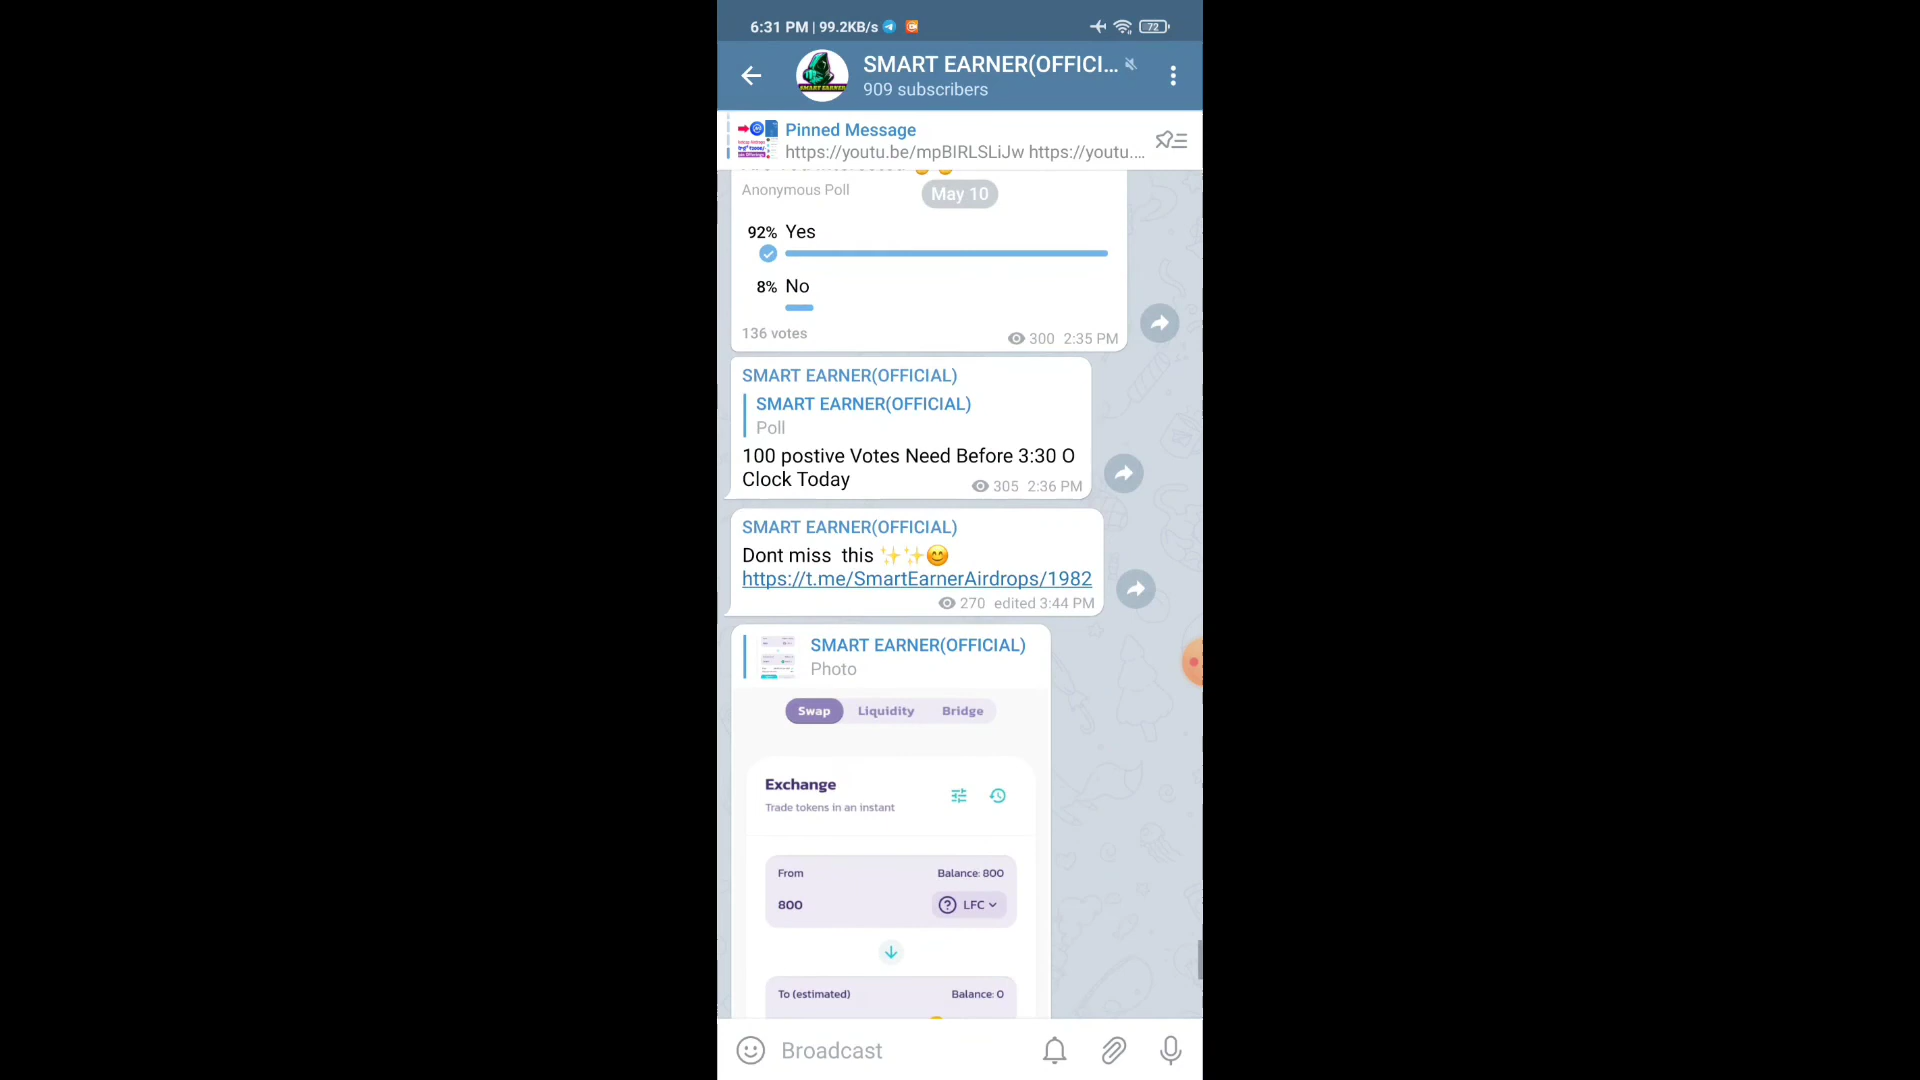 6:31 PM | 99.2KB/s
72
SMART EARNER(OFFICI...
909 subscribers
Pinned Message
https://youtu.be/mpBIRLSLiJw https://youtu....
Anonymous Poll
May 10
92% Yes
8% No
136 votes
300 2:35 PM
SMART EARNER(OFFICIAL)
SMART EARNER(OFFICIAL)
Poll
100 postive Votes Need Before 3:30 O
Clock Today
305 2:36 PM
SMART EARNER(OFFICIAL)
Dont miss this ✨✨😊
https://t.me/SmartEarnerAirdrops/1982
270 edited 3:44 PM
SMART EARNER(OFFICIAL)
Photo
Swap Liquidity Bridge
Exchange
Trade tokens in an instant
From Balance: 800
800 LFC
To (estimated) Balance: 0
Broadcast